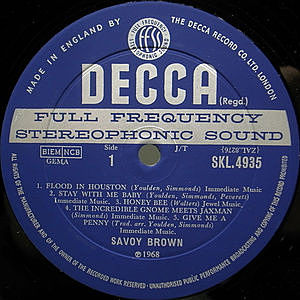 MADE IN ENGLAND BY
THE DECCA RECORD CO. LTD. LONDON
FULL FREQUENCY
STEREOPHONIC SOUND
DECCA
(Regd.)
FULL FREQUENCY
STEREOPHONIC SOUND
BIEM NCB
GEMA
Side
1
J/T
(ZAL.8216)
SKL.4935
1. FLOOD IN HOUSTON (Youlden, Simmonds) Immediate Music.
2. STAY WITH ME BABY (Youlden, Simmonds, Peverett)
Immediate Music. 3. HONEY BEE (Walters) Jewel Music.
4. THE INCREDIBLE GNOME MEETS JAXMAN
(Simmonds) Immediate Music. 5. GIVE ME A
PENNY (Trad. arr. Simmonds) Immediate Music.
SAVOY BROWN
℗1968
ALL RIGHTS OF THE MANUFACTURER AND OF THE OWNER OF THE RECORDED WORK RESERVED UNAUTHORISED PUBLIC PERFORMANCE BROADCASTING AND COPYING OF THIS RECORD PROHIBITED